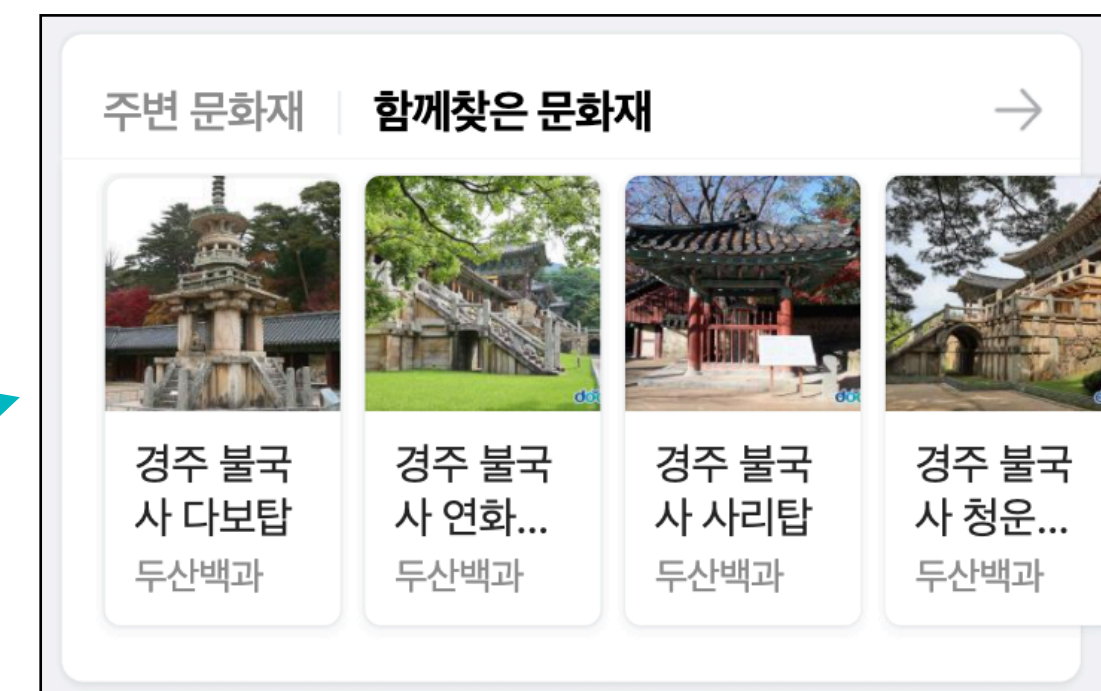 주변 문화재
함께찾은 문화재
경주 불국
사 다보탑
두산백과
경주 불국
사 연화...
두산백과
경주 불국
사 사리탑
두산백과
경주 불국
사 청운...
두산백과